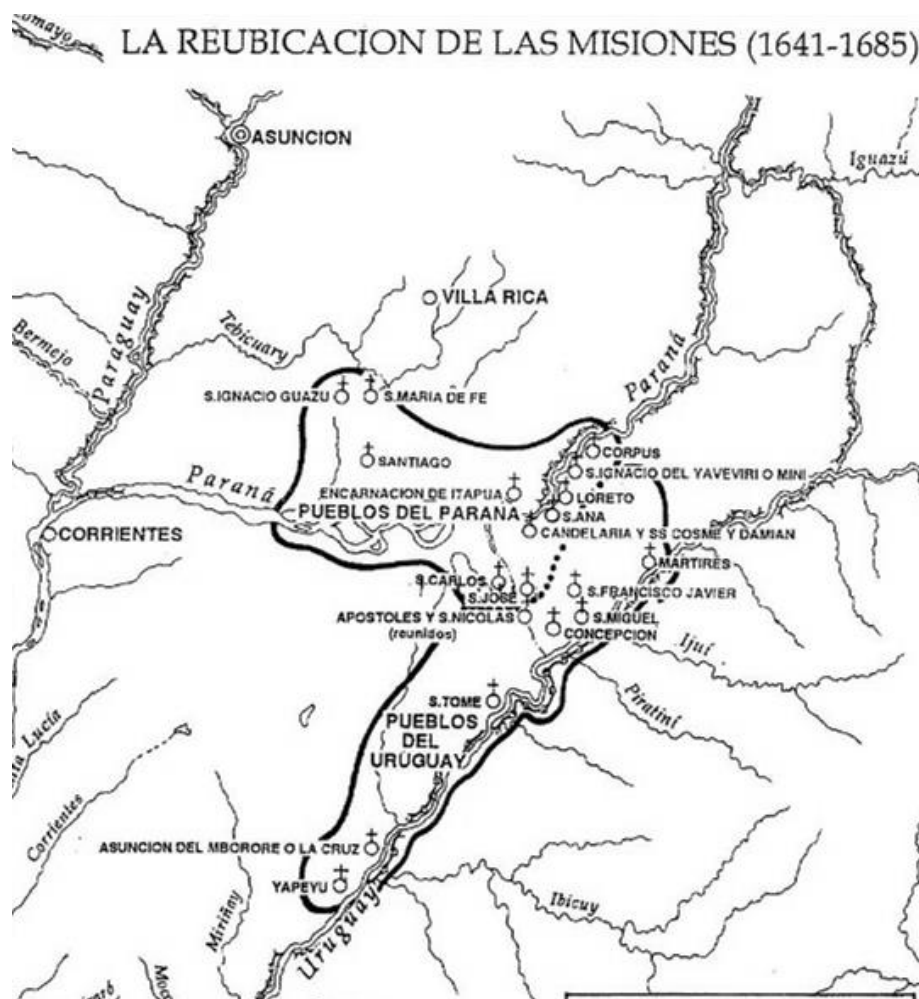 LA REUBICACION DE LAS MISIONES (1641-1685)
ASUNCION
Iguazú
Paraguay
VILLA RICA
Bermejo
Tebicuary
Paraná
S.IGNACIO GUAZU
S.MARIA DE FE
CORPUS
SANTIAGO
S.IGNACIO DEL YAVEVIRI O MINI
Paraná
ENCARNACION DE ITAPUA
LORETO
PUEBLOS DEL PARANA
S.ANA
CORRIENTES
CANDELARIA Y SS COSME Y DAMIAN
MARTIRES
S.CARLOS
S.JOSE
S.FRANCISCO JAVIER
APOSTOLES Y S.NICOLAS
(reunidos)
S.MIGUEL
CONCEPCION
Ijuí
Piratiní
S.TOME
PUEBLOS
DEL
URUGUAY
Lucía
Corrientes
ASUNCION DEL MBORORE O LA CRUZ
YAPEYU
Miriñay
Ibicuy
Uruguay